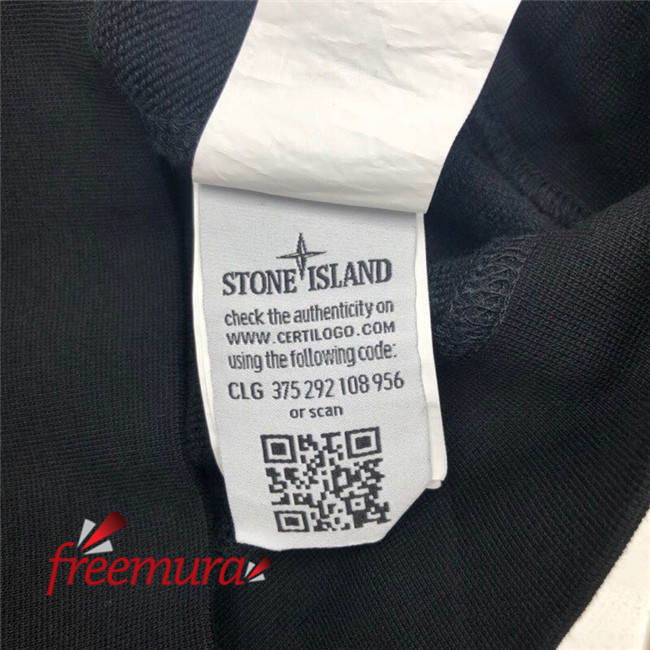 STONE ISLAND
check the authenticity on
WWW.CERTILOGO.COM
using the following code:
CLG 375 292 108 956
or scan
freemura